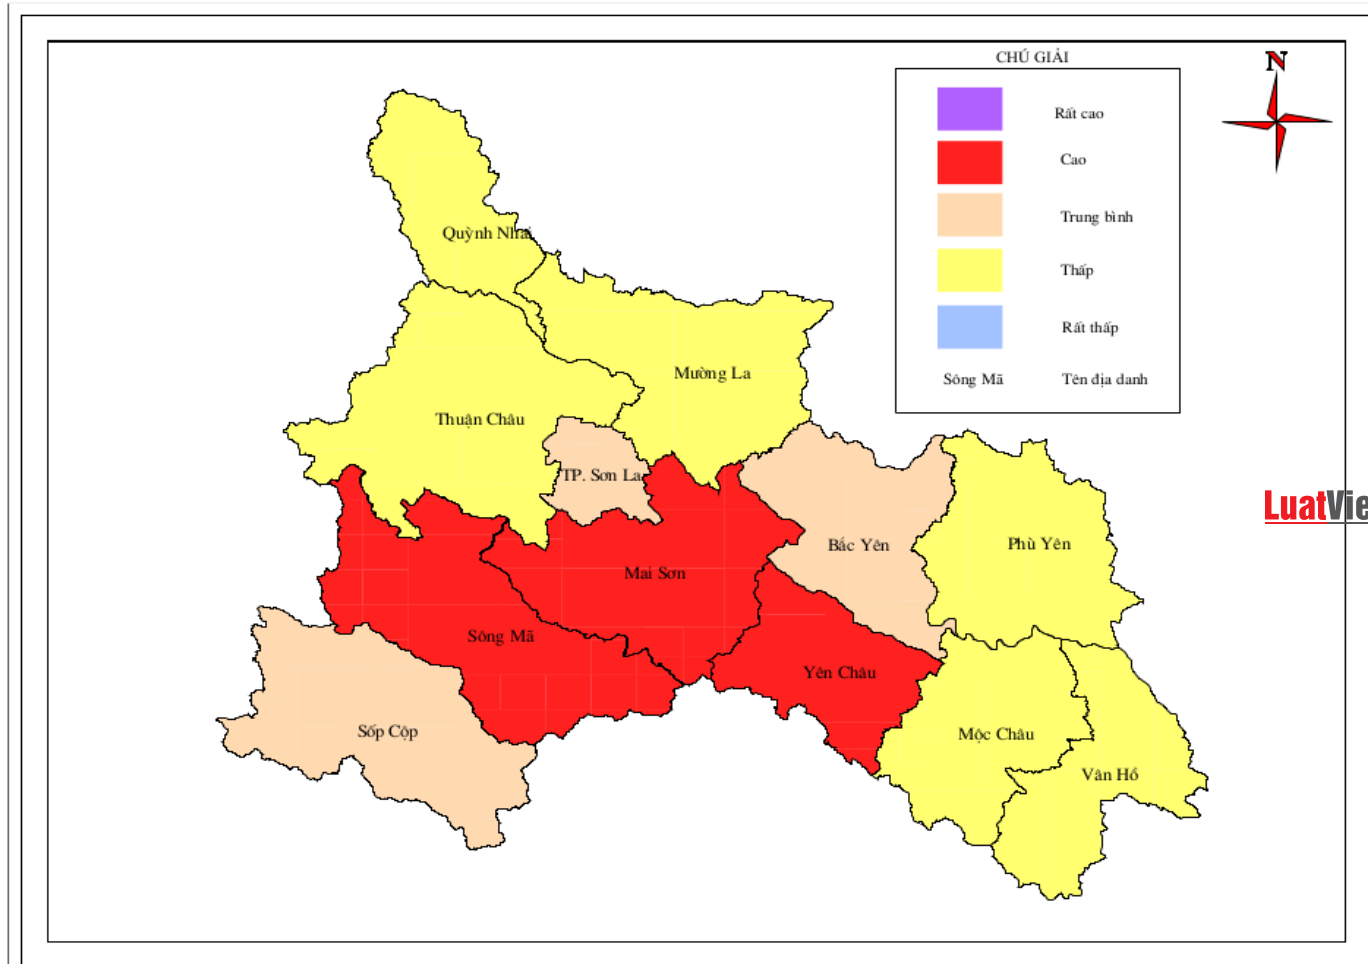 CHÚ GIẢI
N
Rất cao
Cao
Trung bình
Thấp
Rất thấp
Sông Mã Tên địa danh
Quỳnh Nhai
Mường La
Thuận Châu
TP. Sơn La
Bắc Yên
Phù Yên
Mai Sơn
Sông Mã
Yên Châu
Sốp Cộp
Mộc Châu
Vân Hồ
LuatVie